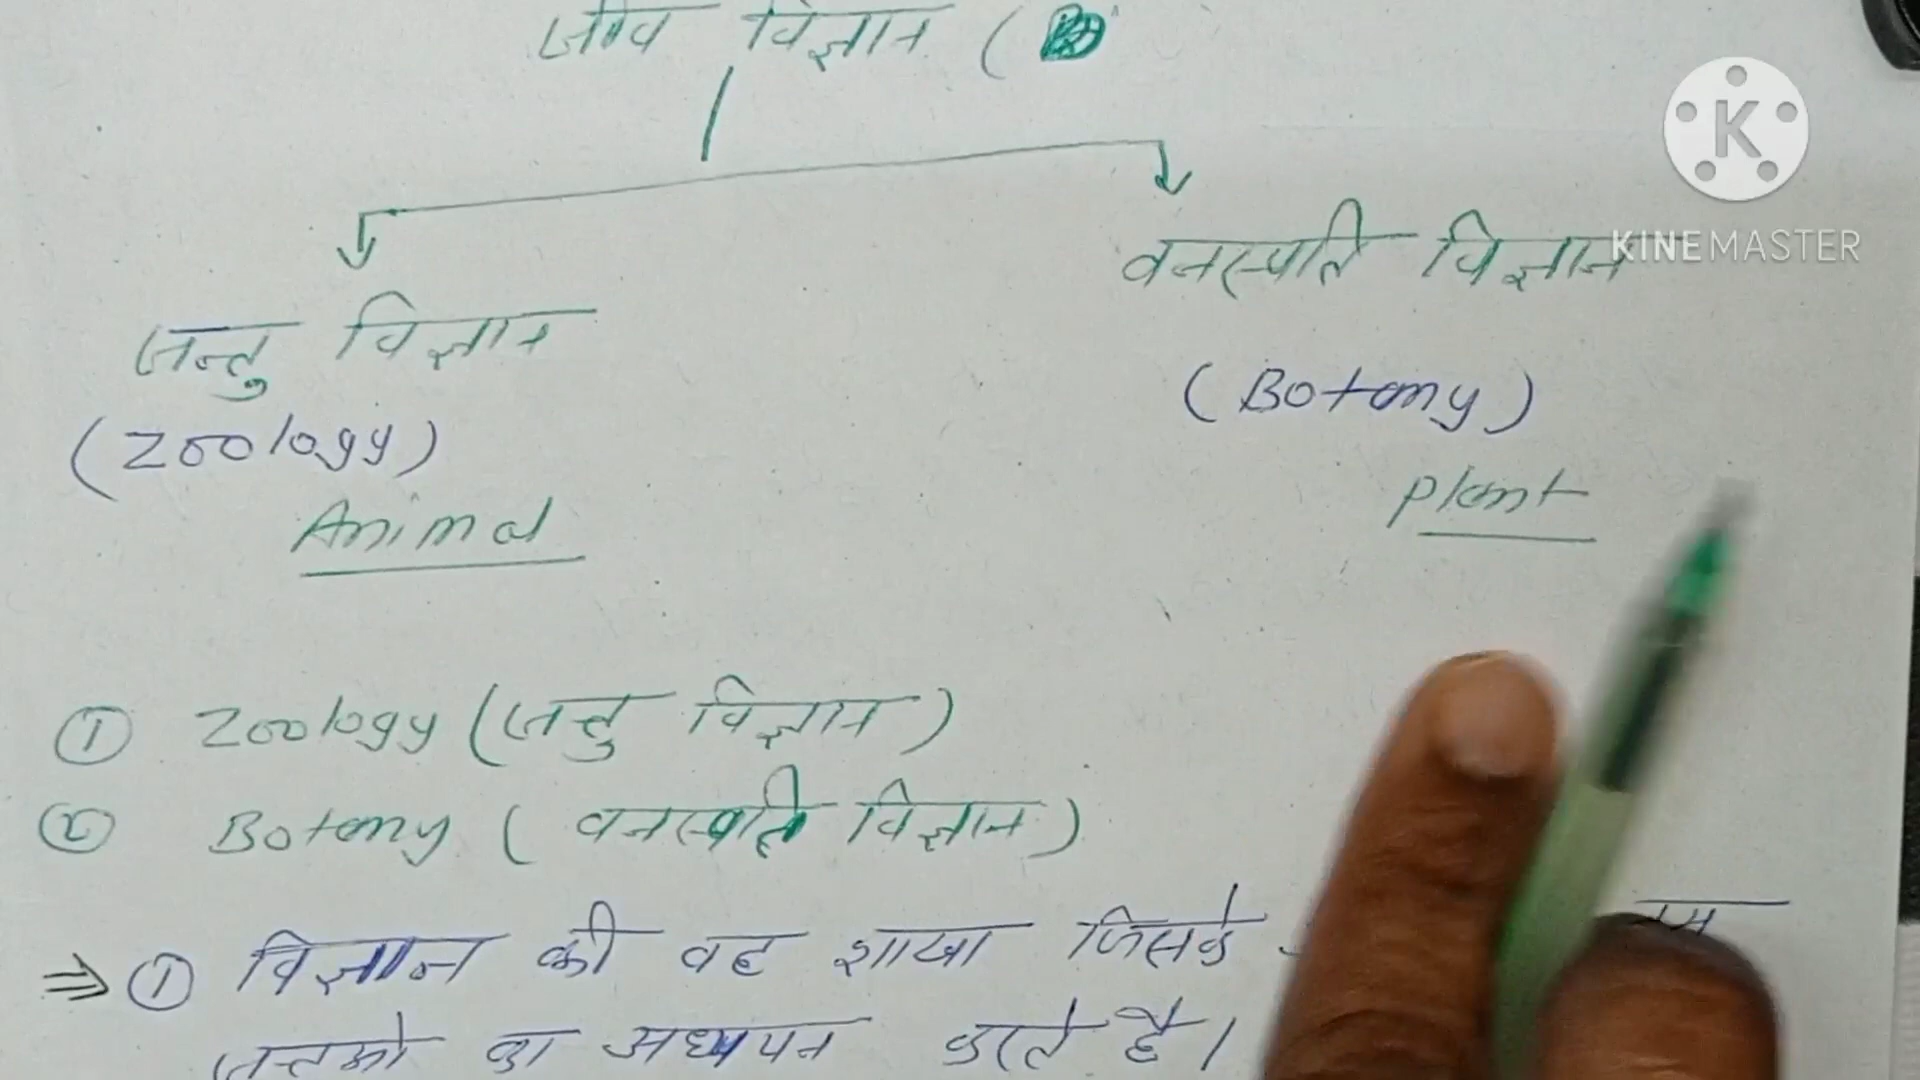 जीव विज्ञान (
जन्तु विज्ञान
(Zoology)
Animal
वनस्पति विज्ञान
(Botany)
Plant
① Zoology (जन्तु विज्ञान)
② Botany (वनस्पति विज्ञान)
⇒ ① विज्ञान की वह शाखा जिसके
जन्तुओ का अध्ययन करते है।
K
KINEMASTER